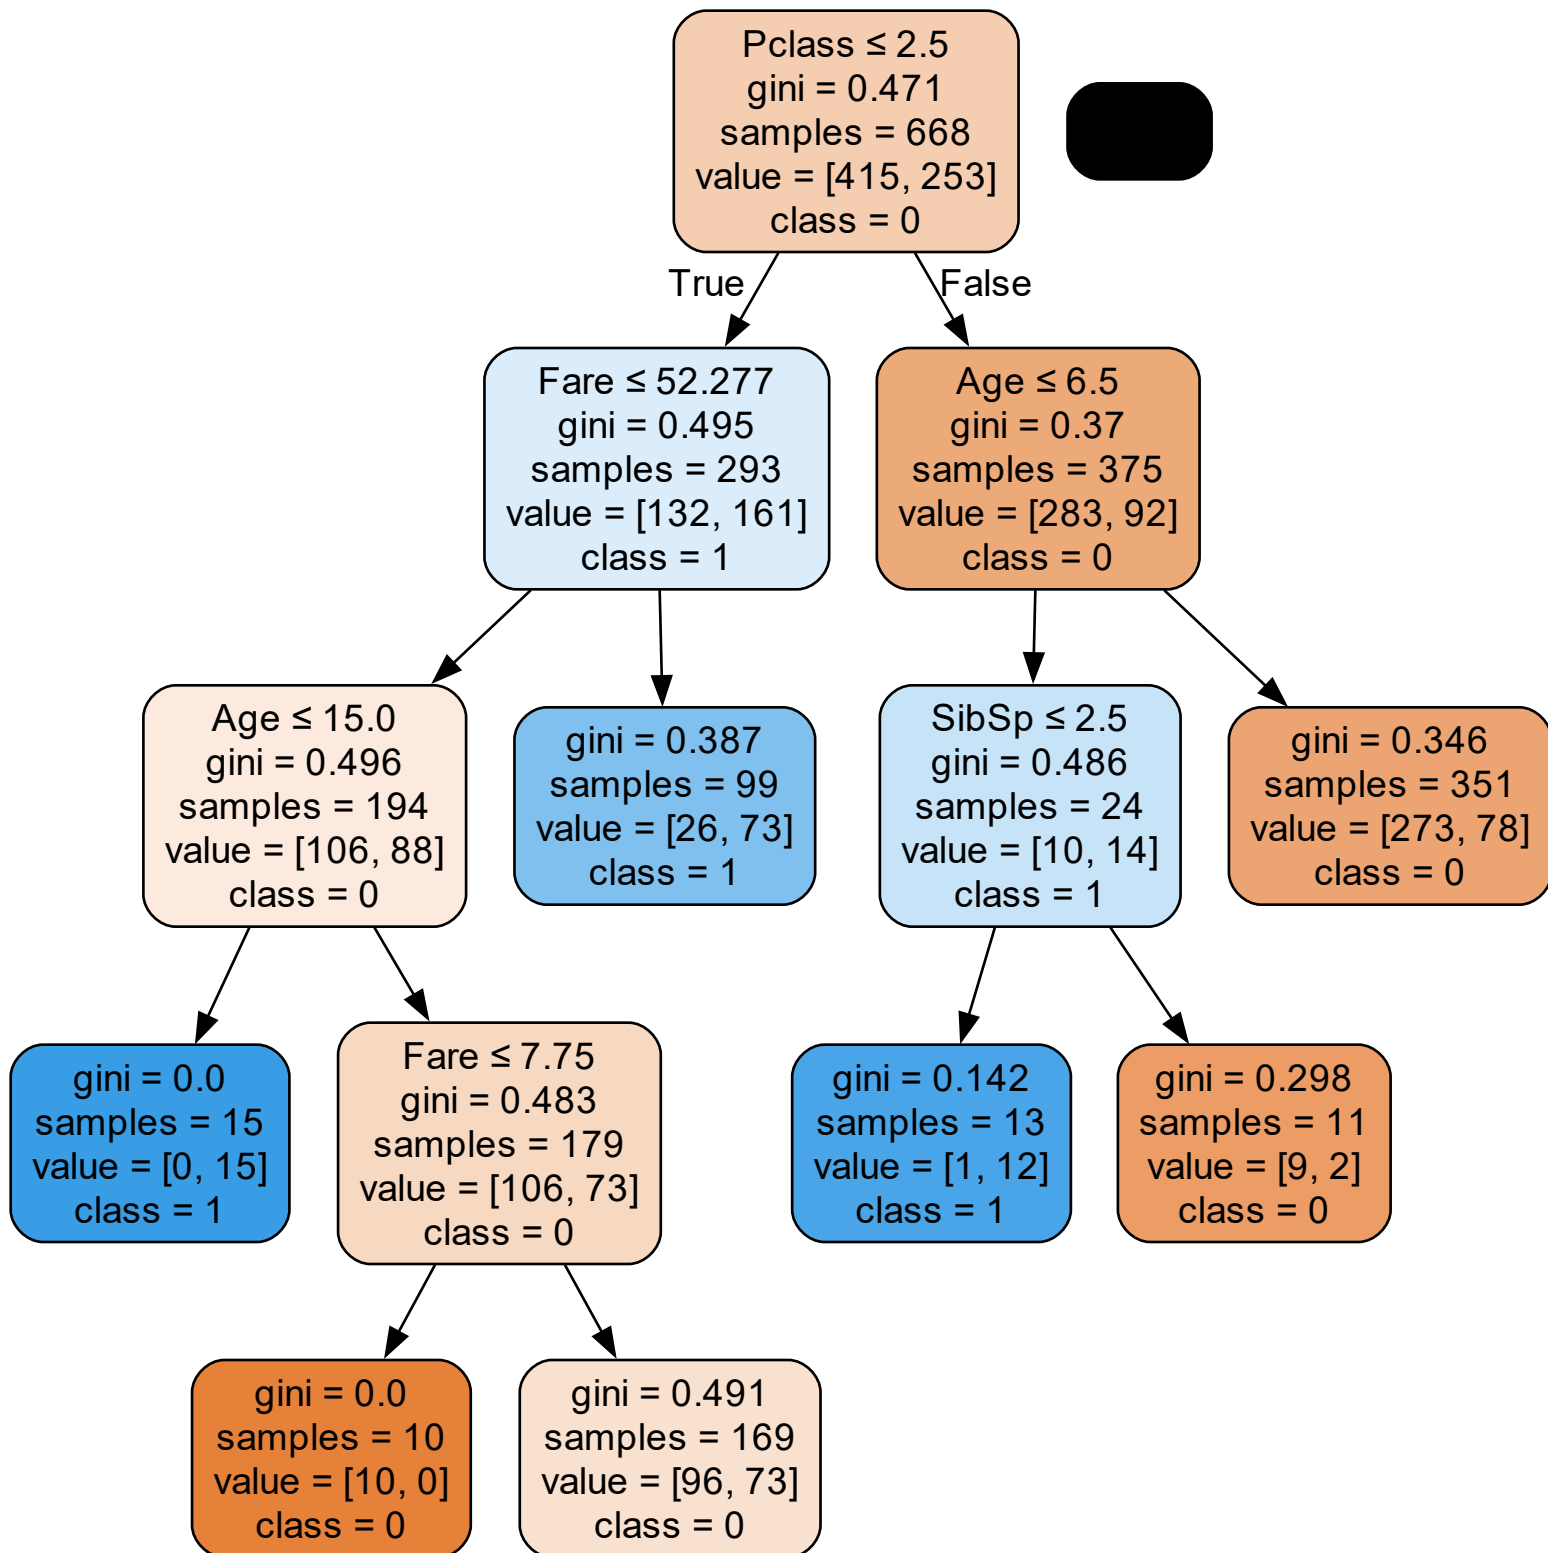 Pclass ≤ 2.5
gini = 0.471
samples = 668
value = [415, 253]
class = 0
True
False
Fare ≤ 52.277
gini = 0.495
samples = 293
value = [132, 161]
class = 1
Age ≤ 6.5
gini = 0.37
samples = 375
value = [283, 92]
class = 0
Age ≤ 15.0
gini = 0.496
samples = 194
value = [106, 88]
class = 0
gini = 0.387
samples = 99
value = [26, 73]
class = 1
SibSp ≤ 2.5
gini = 0.486
samples = 24
value = [10, 14]
class = 1
gini = 0.346
samples = 351
value = [273, 78]
class = 0
gini = 0.0
samples = 15
value = [0, 15]
class = 1
Fare ≤ 7.75
gini = 0.483
samples = 179
value = [106, 73]
class = 0
gini = 0.142
samples = 13
value = [1, 12]
class = 1
gini = 0.298
samples = 11
value = [9, 2]
class = 0
gini = 0.0
samples = 10
value = [10, 0]
class = 0
gini = 0.491
samples = 169
value = [96, 73]
class = 0